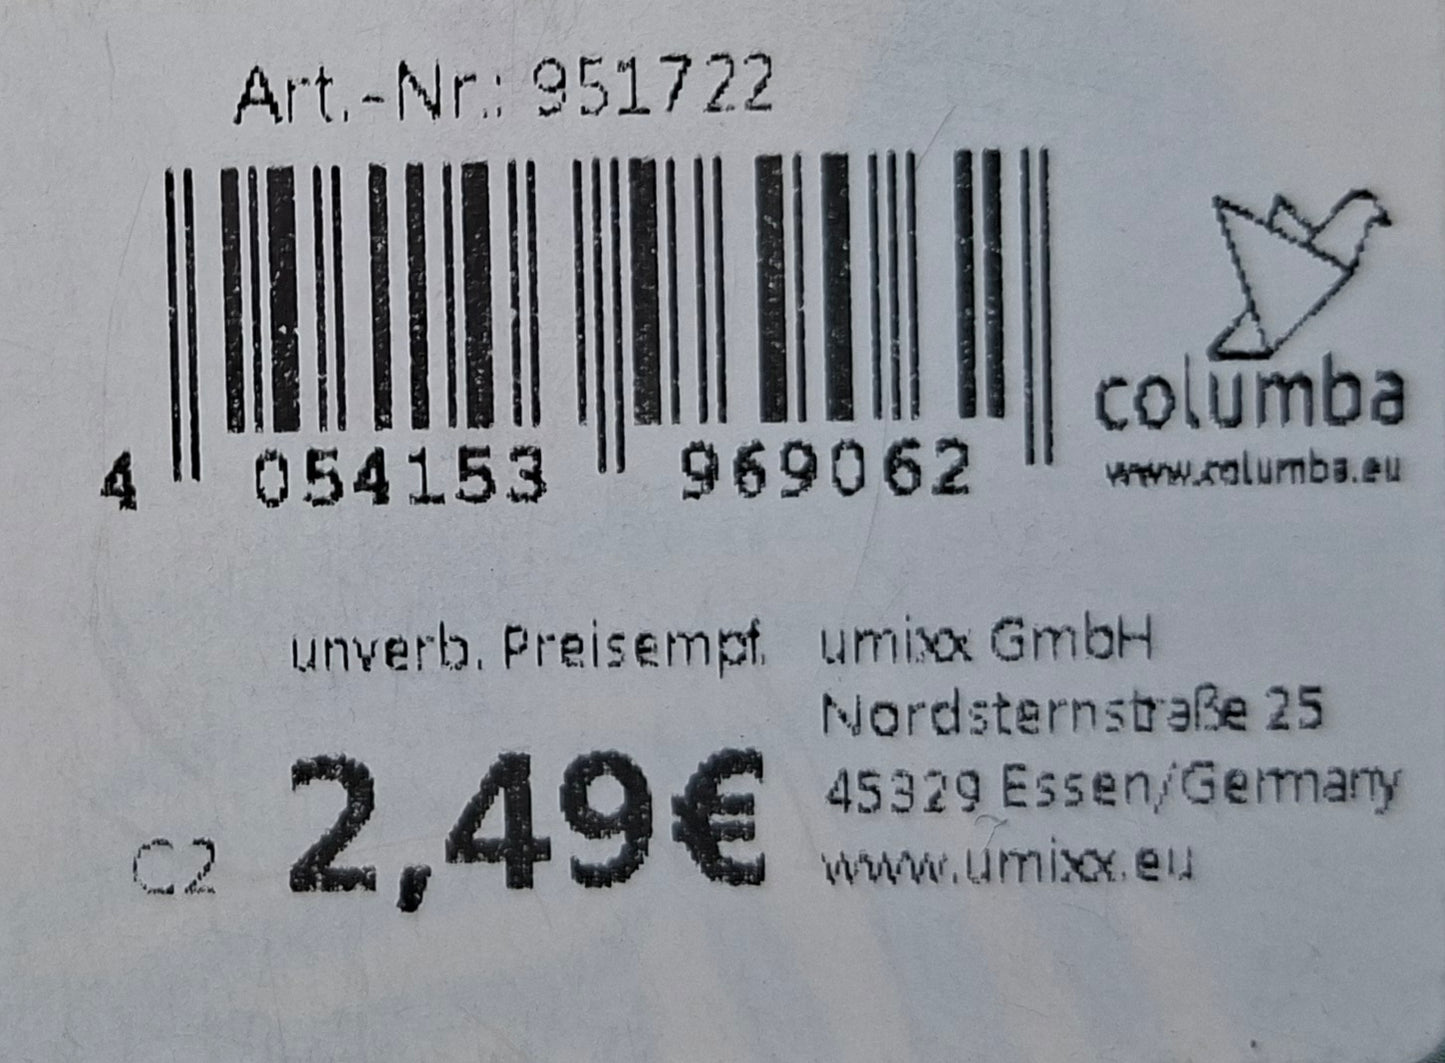 Art.-Nr.: 951722
4 054153 969062
columba
www.columba.eu
unverb. Preisempf.
2,49€
C2
umixx GmbH
Nordsternstraße 25
45329 Essen/Germany
www.umixx.eu